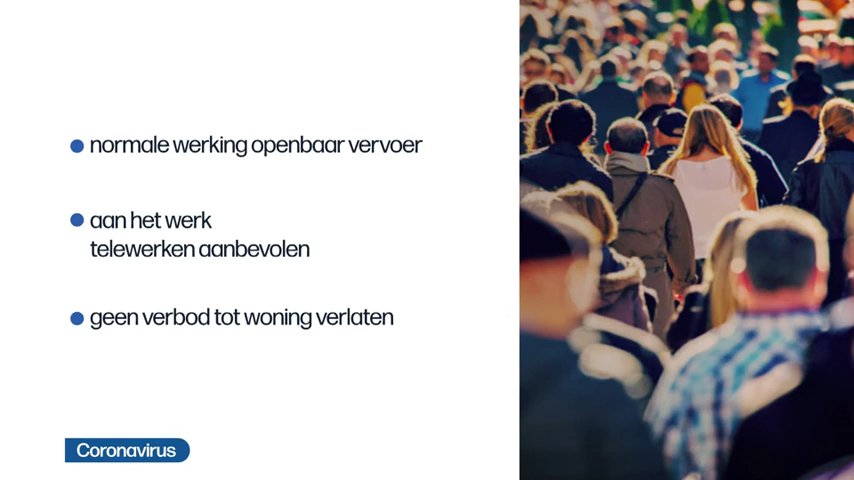 normale werking openbaar vervoer
aan het werk
telewerken aanbevolen
geen verbod tot woning verlaten
Coronavirus